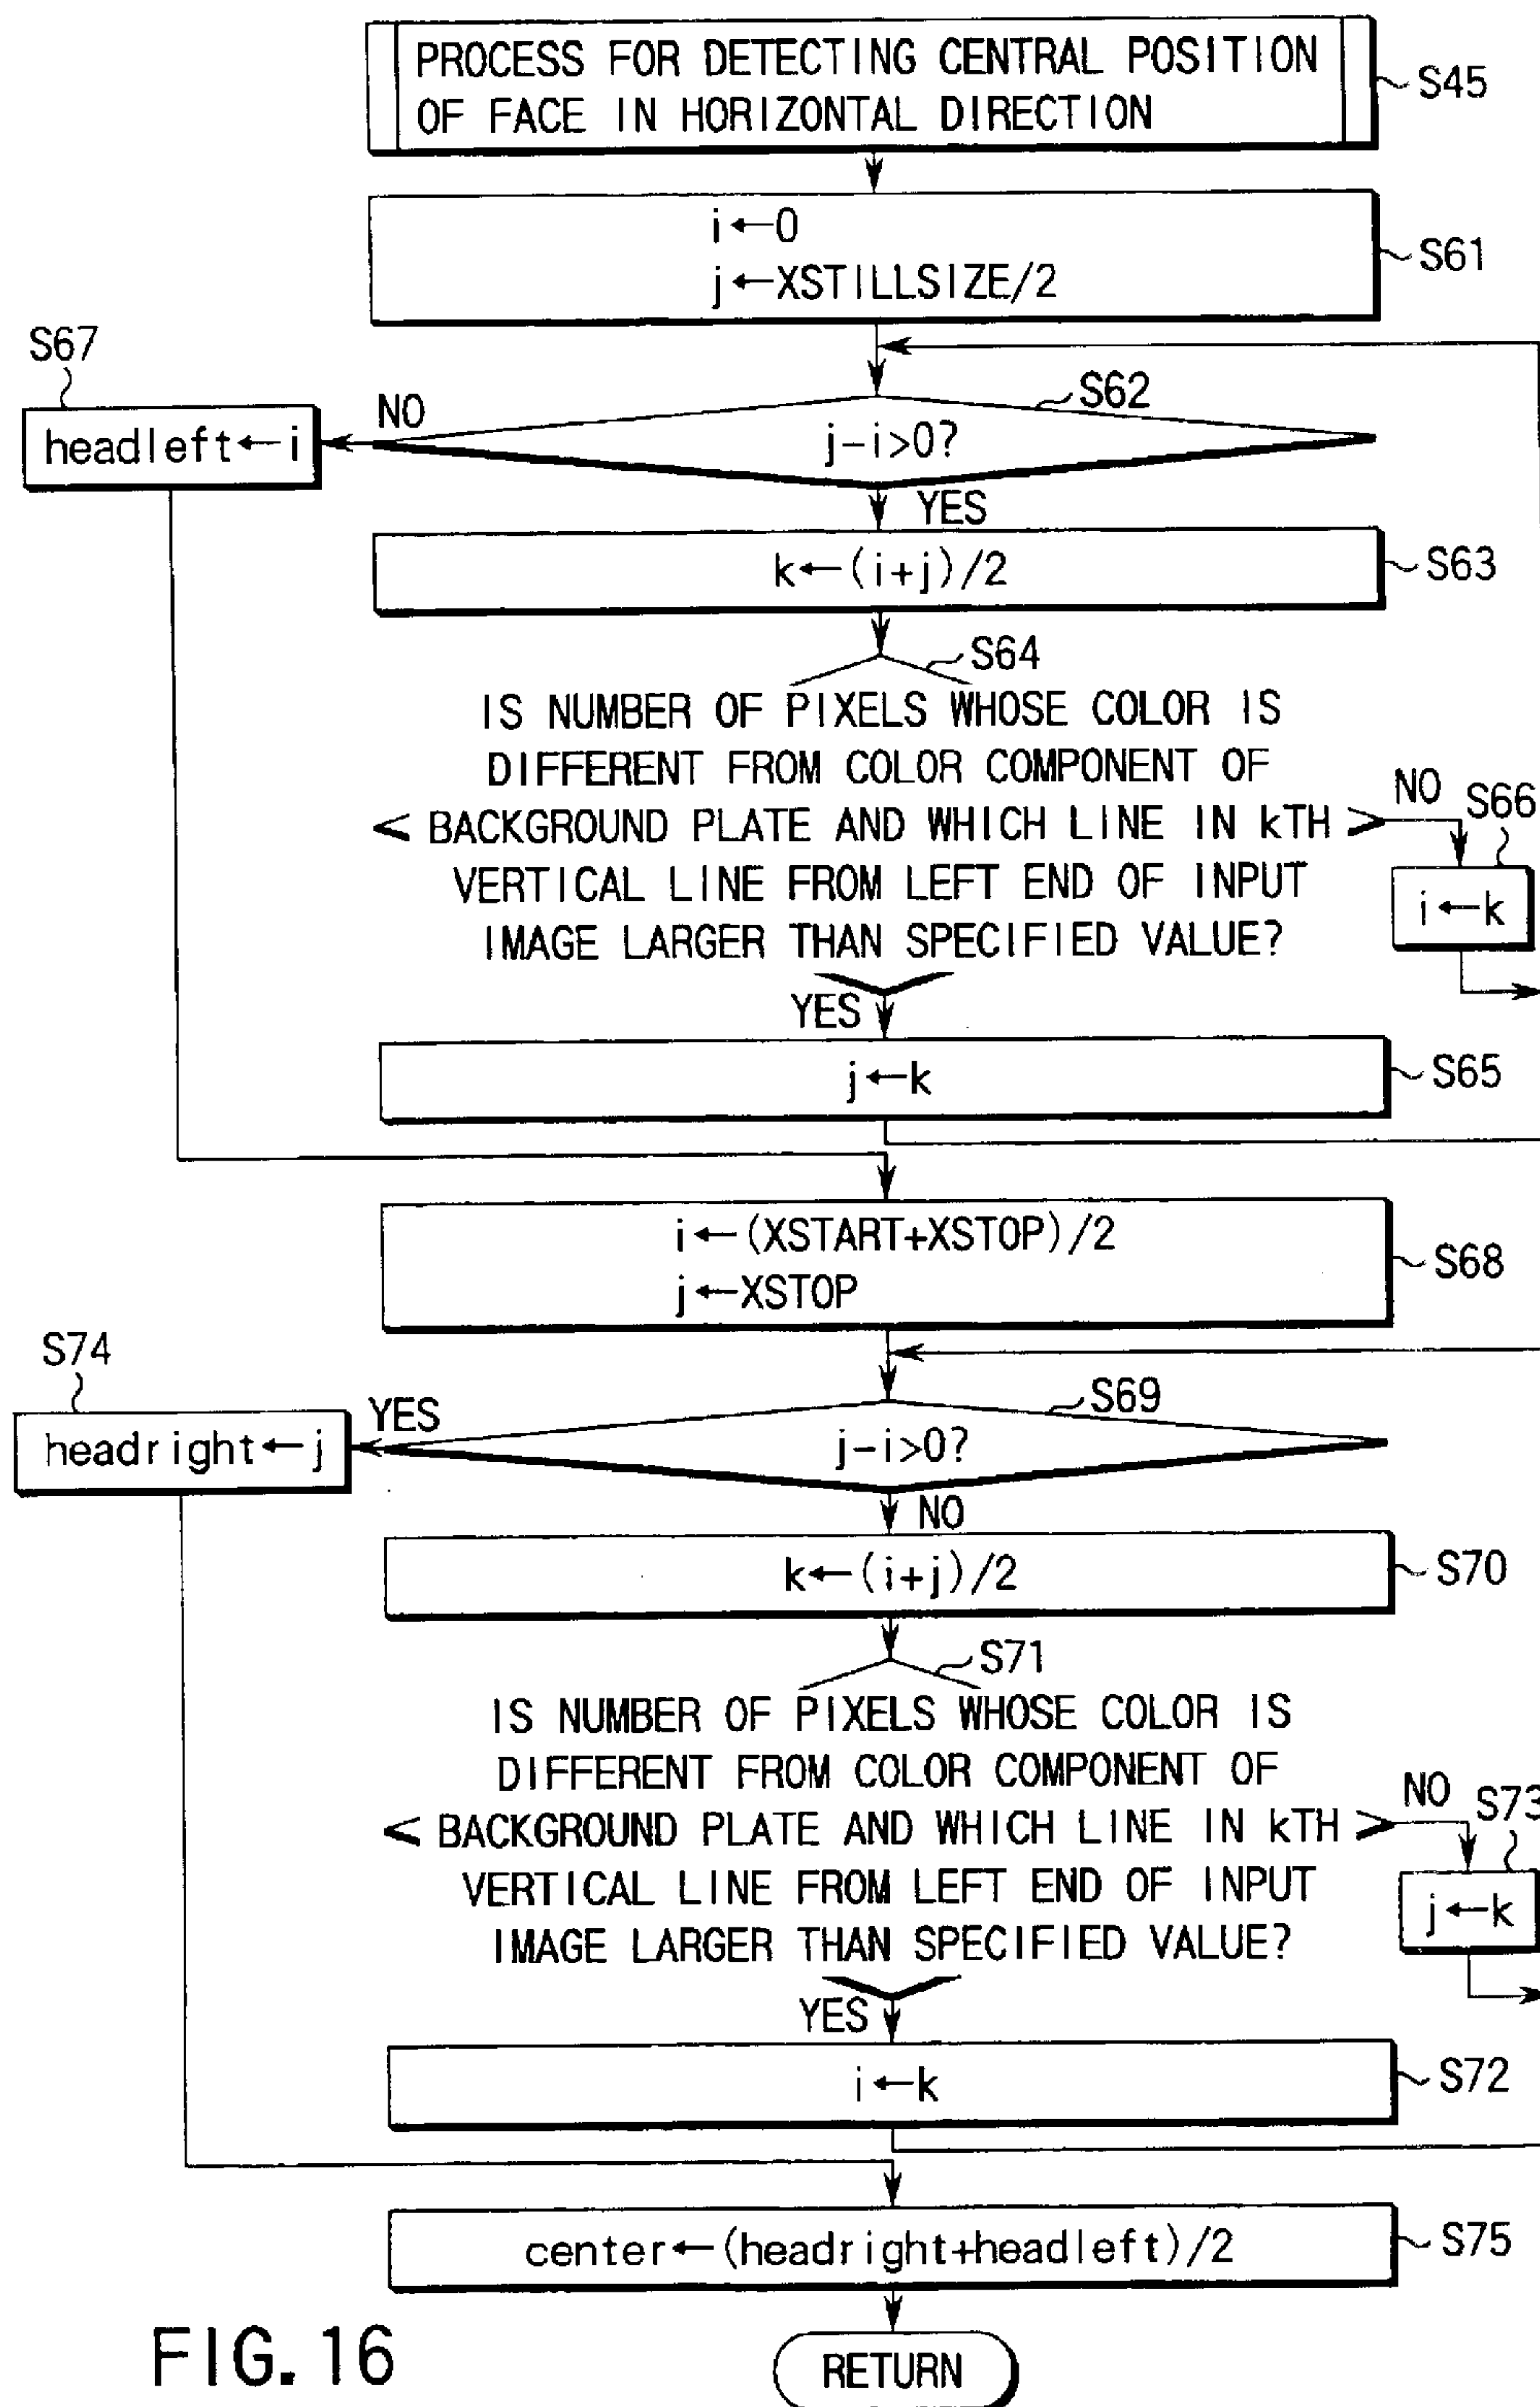 PROCESS FOR DETECTING CENTRAL POSITION
OF FACE IN HORIZONTAL DIRECTION
S45
i←0
j←XSTILLSIZE/2
S61
S67
headleft←i
NO
S62
j-i>0?
YES
k←(i+j)/2
S63
S64
IS NUMBER OF PIXELS WHOSE COLOR IS
DIFFERENT FROM COLOR COMPONENT OF
BACKGROUND PLATE AND WHICH LINE IN kTH
VERTICAL LINE FROM LEFT END OF INPUT
IMAGE LARGER THAN SPECIFIED VALUE?
NO
S66
i←k
YES
j←k
S65
i←(XSTART+XSTOP)/2
j←XSTOP
S68
S74
headright←j
YES
S69
j-i>0?
NO
k←(i+j)/2
S70
S71
IS NUMBER OF PIXELS WHOSE COLOR IS
DIFFERENT FROM COLOR COMPONENT OF
BACKGROUND PLATE AND WHICH LINE IN kTH
VERTICAL LINE FROM LEFT END OF INPUT
IMAGE LARGER THAN SPECIFIED VALUE?
NO
S73
j←k
YES
i←k
S72
center←(headright+headleft)/2
S75
RETURN
FIG.16